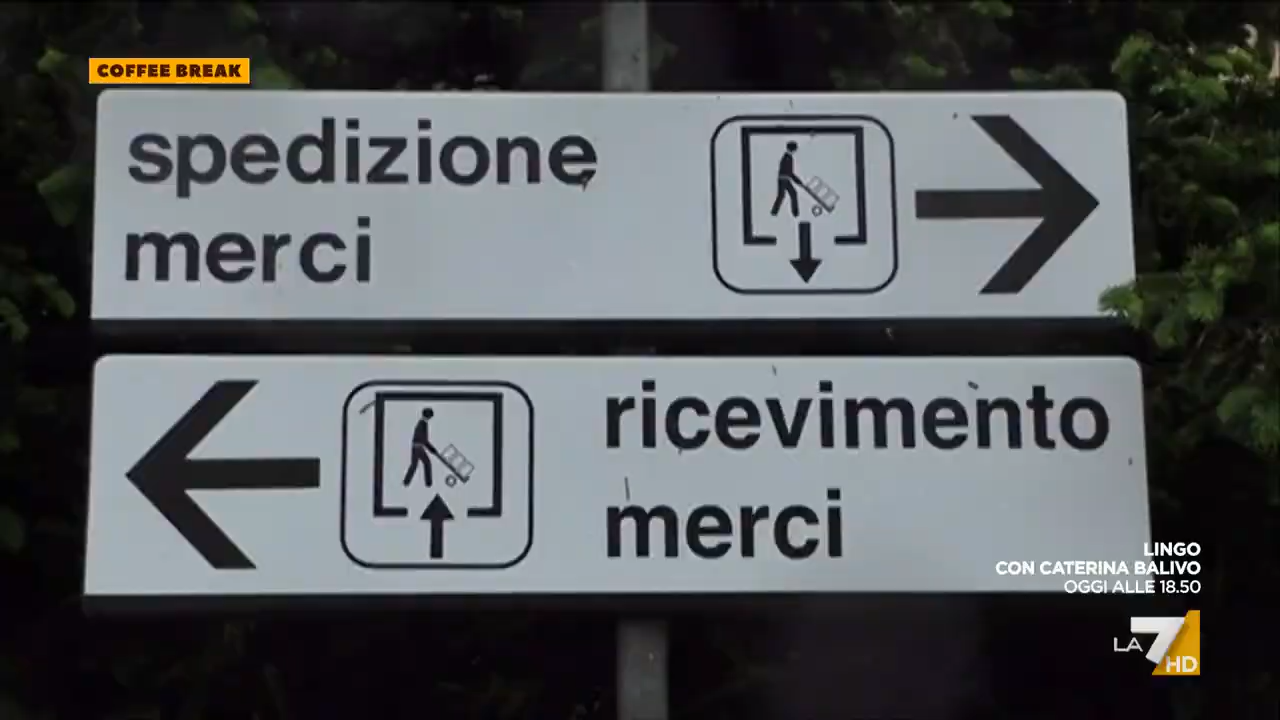 COFFEE BREAK
spedizione
merci
ricevimento
merci
LINGO
CON CATERINA BALIVO
OGGI ALLE 18.50
LA7
HD